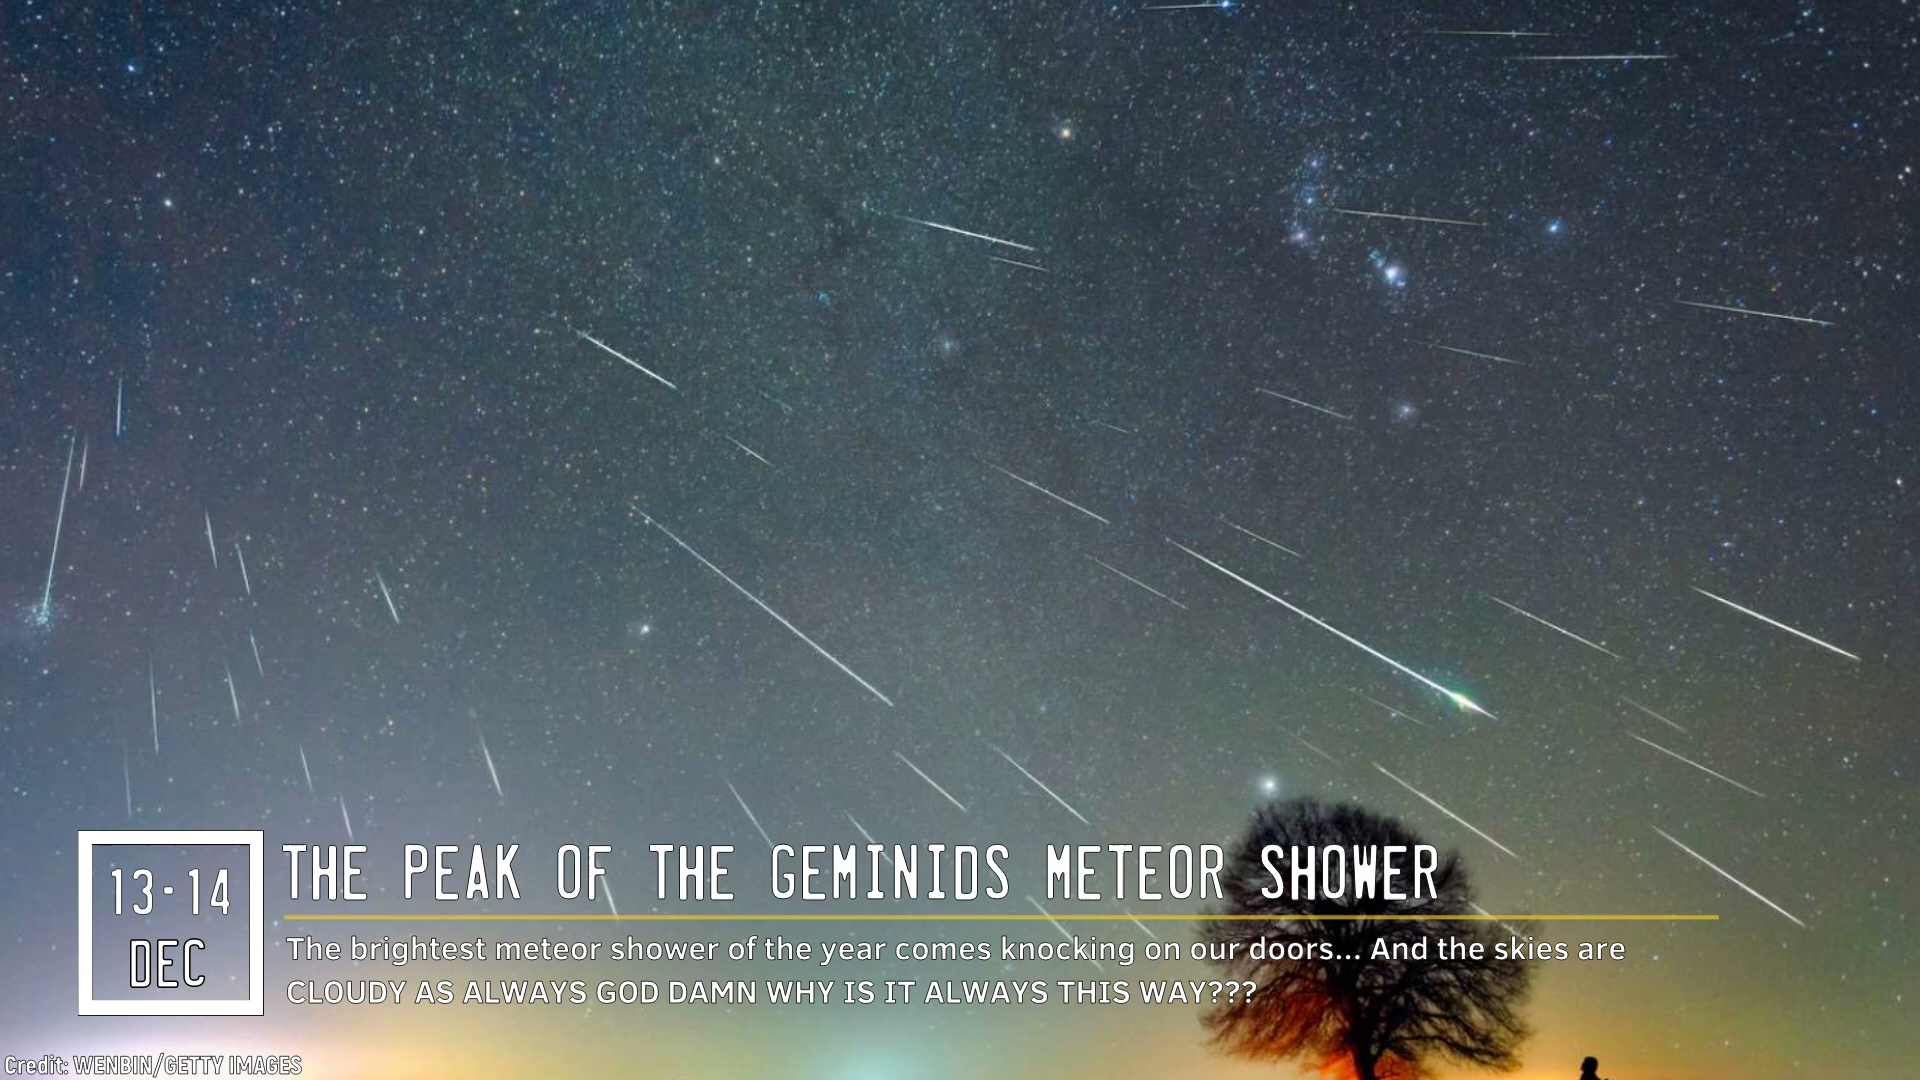 13-14
DEC
THE PEAK OF THE GEMINIDS METEOR SHOWER
The brightest meteor shower of the year comes knocking on our doors... And the skies are
CLOUDY AS ALWAYS GOD DAMN WHY IS IT ALWAYS THIS WAY???
Credit: WENBIN/GETTY IMAGES